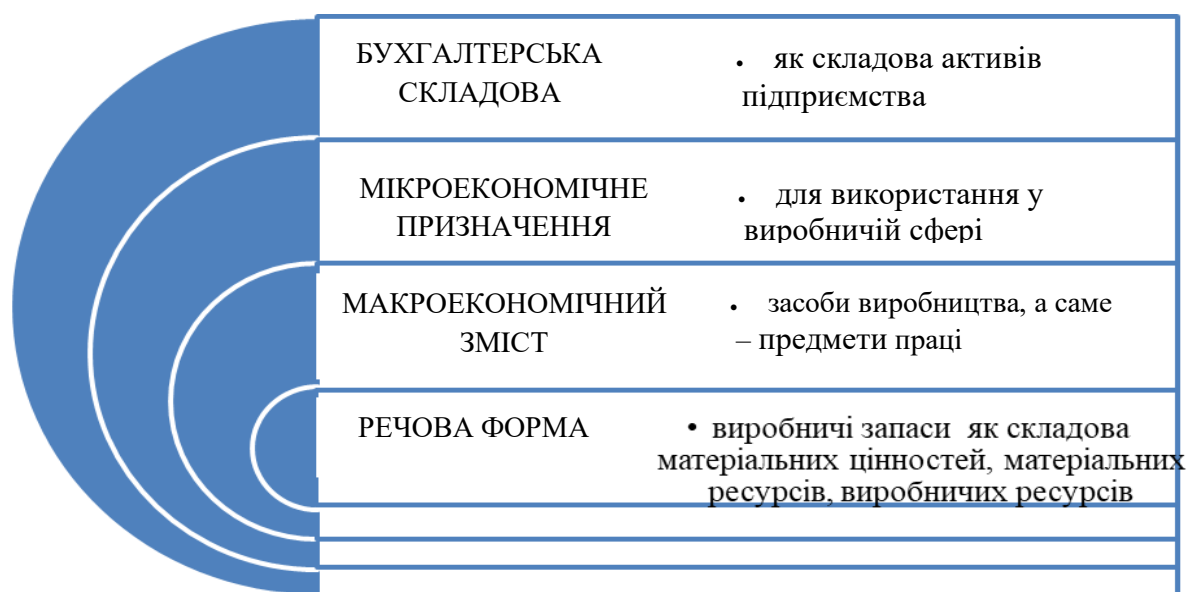 БУХГАЛТЕРСЬКА
СКЛАДОВА
• як складова активів
підприємства
МІКРОЕКОНОМІЧНЕ
ПРИЗНАЧЕННЯ
• для використання у
виробничій сфері
МАКРОЕКОНОМІЧНИЙ
ЗМІСТ
• засоби виробництва, а саме
– предмети праці
РЕЧОВА ФОРМА
• виробничі запаси як складова
матеріальних цінностей, матеріальних
ресурсів, виробничих ресурсів